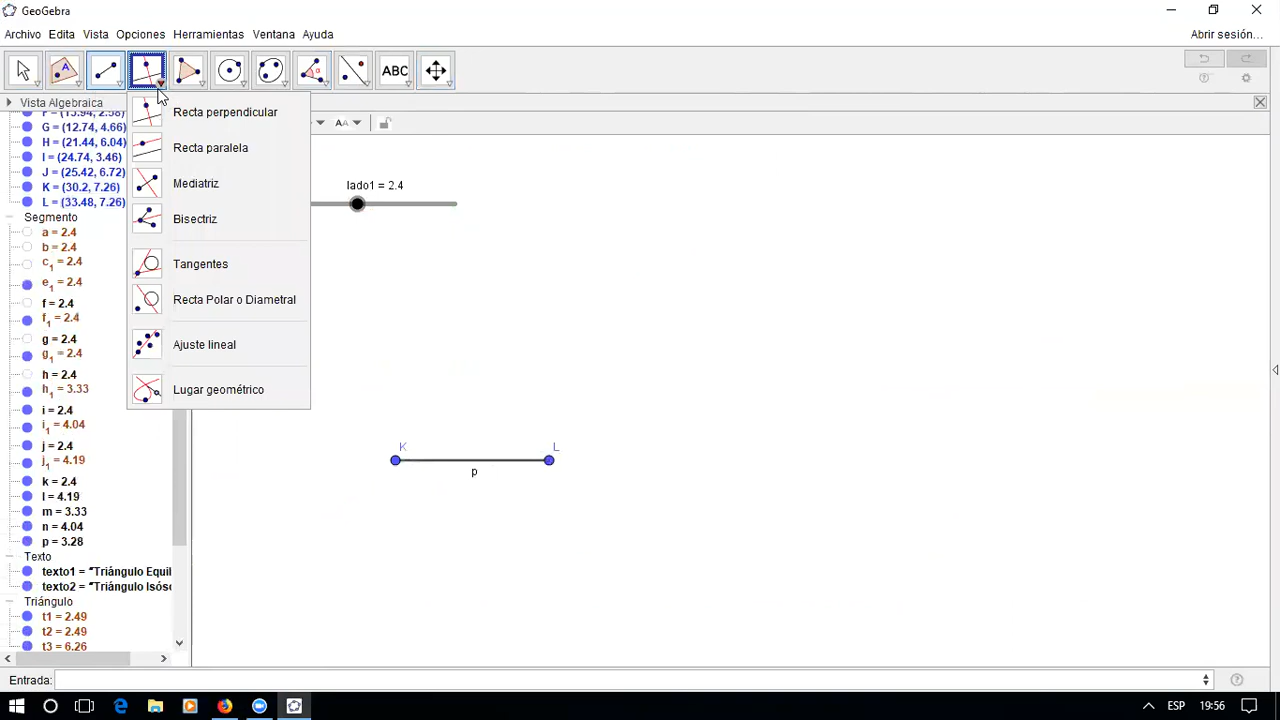 GeoGebra
Archivo Edita Vista Opciones Herramientas Ventana Ayuda
Abrir sesión...
A
α
ABC
Vista Algebraica
AA
F = (15.94, 2.58)
G = (12.74, 4.66)
H = (21.44, 6.04)
I = (24.74, 3.46)
J = (25.42, 6.72)
K = (30.2, 7.26)
L = (33.48, 7.26)
Segmento
a = 2.4
b = 2.4
c1 = 2.4
e1 = 2.4
f = 2.4
f1 = 2.4
g = 2.4
g1 = 2.4
h = 2.4
h1 = 3.33
i = 2.4
i1 = 4.04
j = 2.4
j1 = 4.19
k = 2.4
l = 4.19
m = 3.33
n = 4.04
p = 3.28
Texto
texto1 = "Triángulo Equil
texto2 = "Triángulo Isós
Triángulo
t1 = 2.49
t2 = 2.49
t3 = 6.26
Recta perpendicular
Recta paralela
Mediatriz
Bisectriz
Tangentes
Recta Polar o Diametral
Ajuste lineal
Lugar geométrico
lado1 = 2.4
K
L
p
Entrada:
ESP 19:56